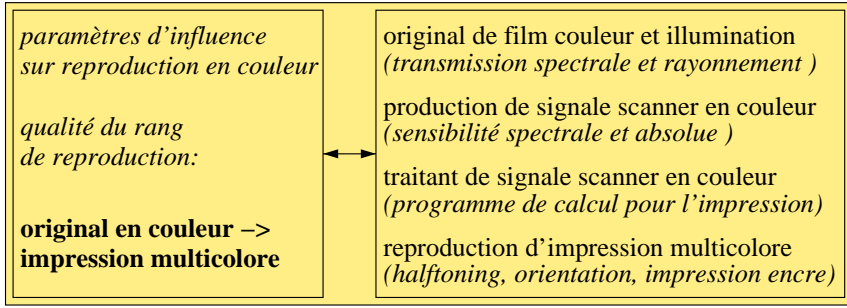 paramètres d’influence
sur reproduction en couleur
qualité du rang
de reproduction:
original en couleur −>
impression multicolore
original de film couleur et illumination
(transmission spectrale et rayonnement )
production de signale scanner en couleur
(sensibilité spectrale et absolue )
traitant de signale scanner en couleur
(programme de calcul pour l’impression)
reproduction d’impression multicolore
(halftoning, orientation, impression encre)